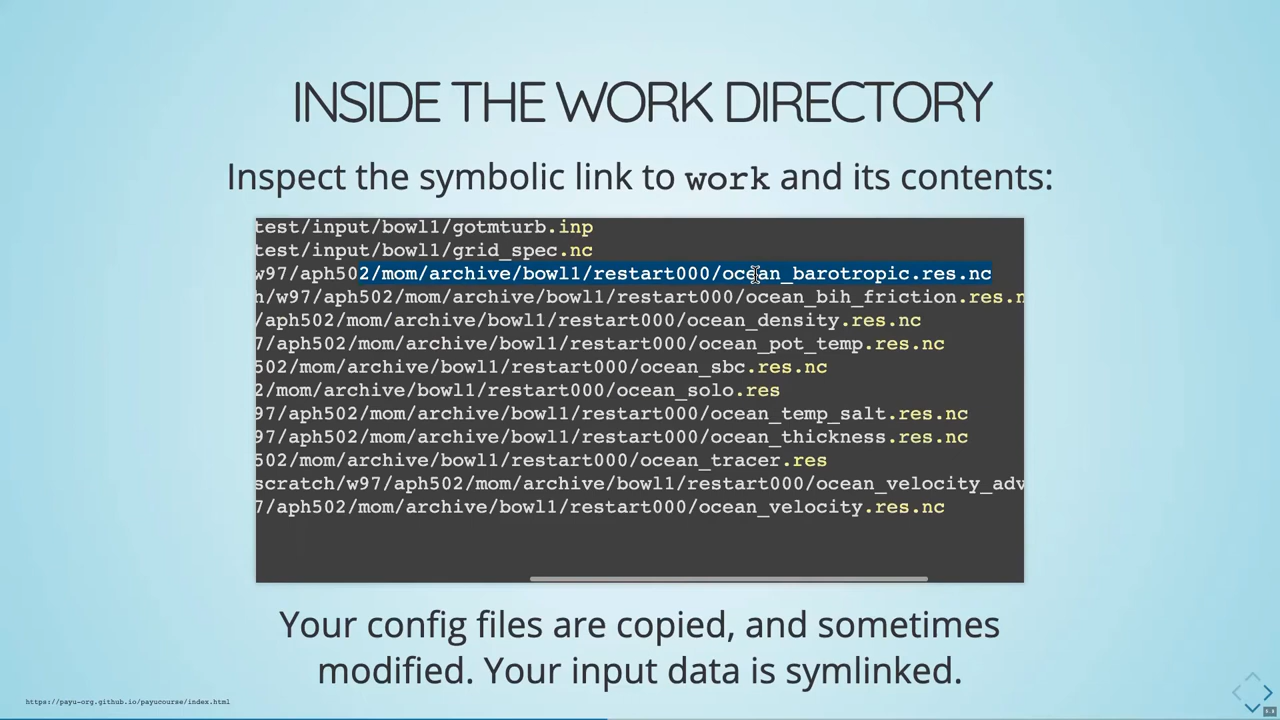 INSIDE THE WORK DIRECTORY
Inspect the symbolic link to work and its contents:
test/input/bowl1/gotmturb.inp
test/input/bowl1/grid_spec.nc
w97/aph502/mom/archive/bowl1/restart000/ocean_barotropic.res.nc
h/w97/aph502/mom/archive/bowl1/restart000/ocean_bih_friction.res.n
/aph502/mom/archive/bowl1/restart000/ocean_density.res.nc
7/aph502/mom/archive/bowl1/restart000/ocean_pot_temp.res.nc
502/mom/archive/bowl1/restart000/ocean_sbc.res.nc
2/mom/archive/bowl1/restart000/ocean_solo.res
97/aph502/mom/archive/bowl1/restart000/ocean_temp_salt.res.nc
97/aph502/mom/archive/bowl1/restart000/ocean_thickness.res.nc
502/mom/archive/bowl1/restart000/ocean_tracer.res
scratch/w97/aph502/mom/archive/bowl1/restart000/ocean_velocity_adv
7/aph502/mom/archive/bowl1/restart000/ocean_velocity.res.nc
Your config files are copied, and sometimes
modified. Your input data is symlinked.
https://payu-org.github.io/payucourse/index.html